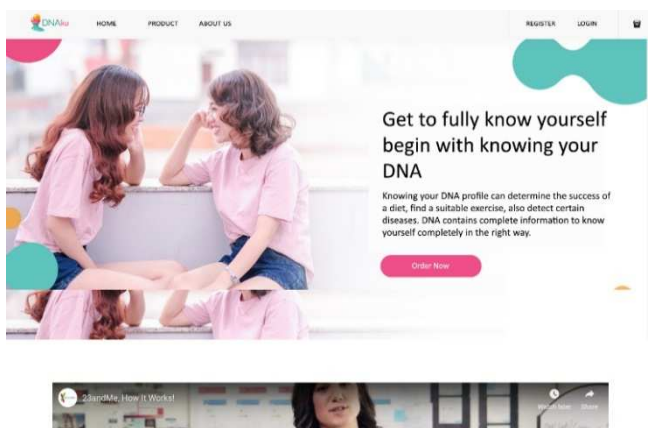 DNAku
HOME PRODUCT ABOUT US REGISTER LOGIN
Get to fully know yourself
begin with knowing your
DNA
Knowing your DNA profile can determine the success of
a diet, find a suitable exercise, also detect certain
diseases. DNA contains complete information to know
yourself completely in the right way.
Order Now
23andMe, How It Works!
Watch later Share